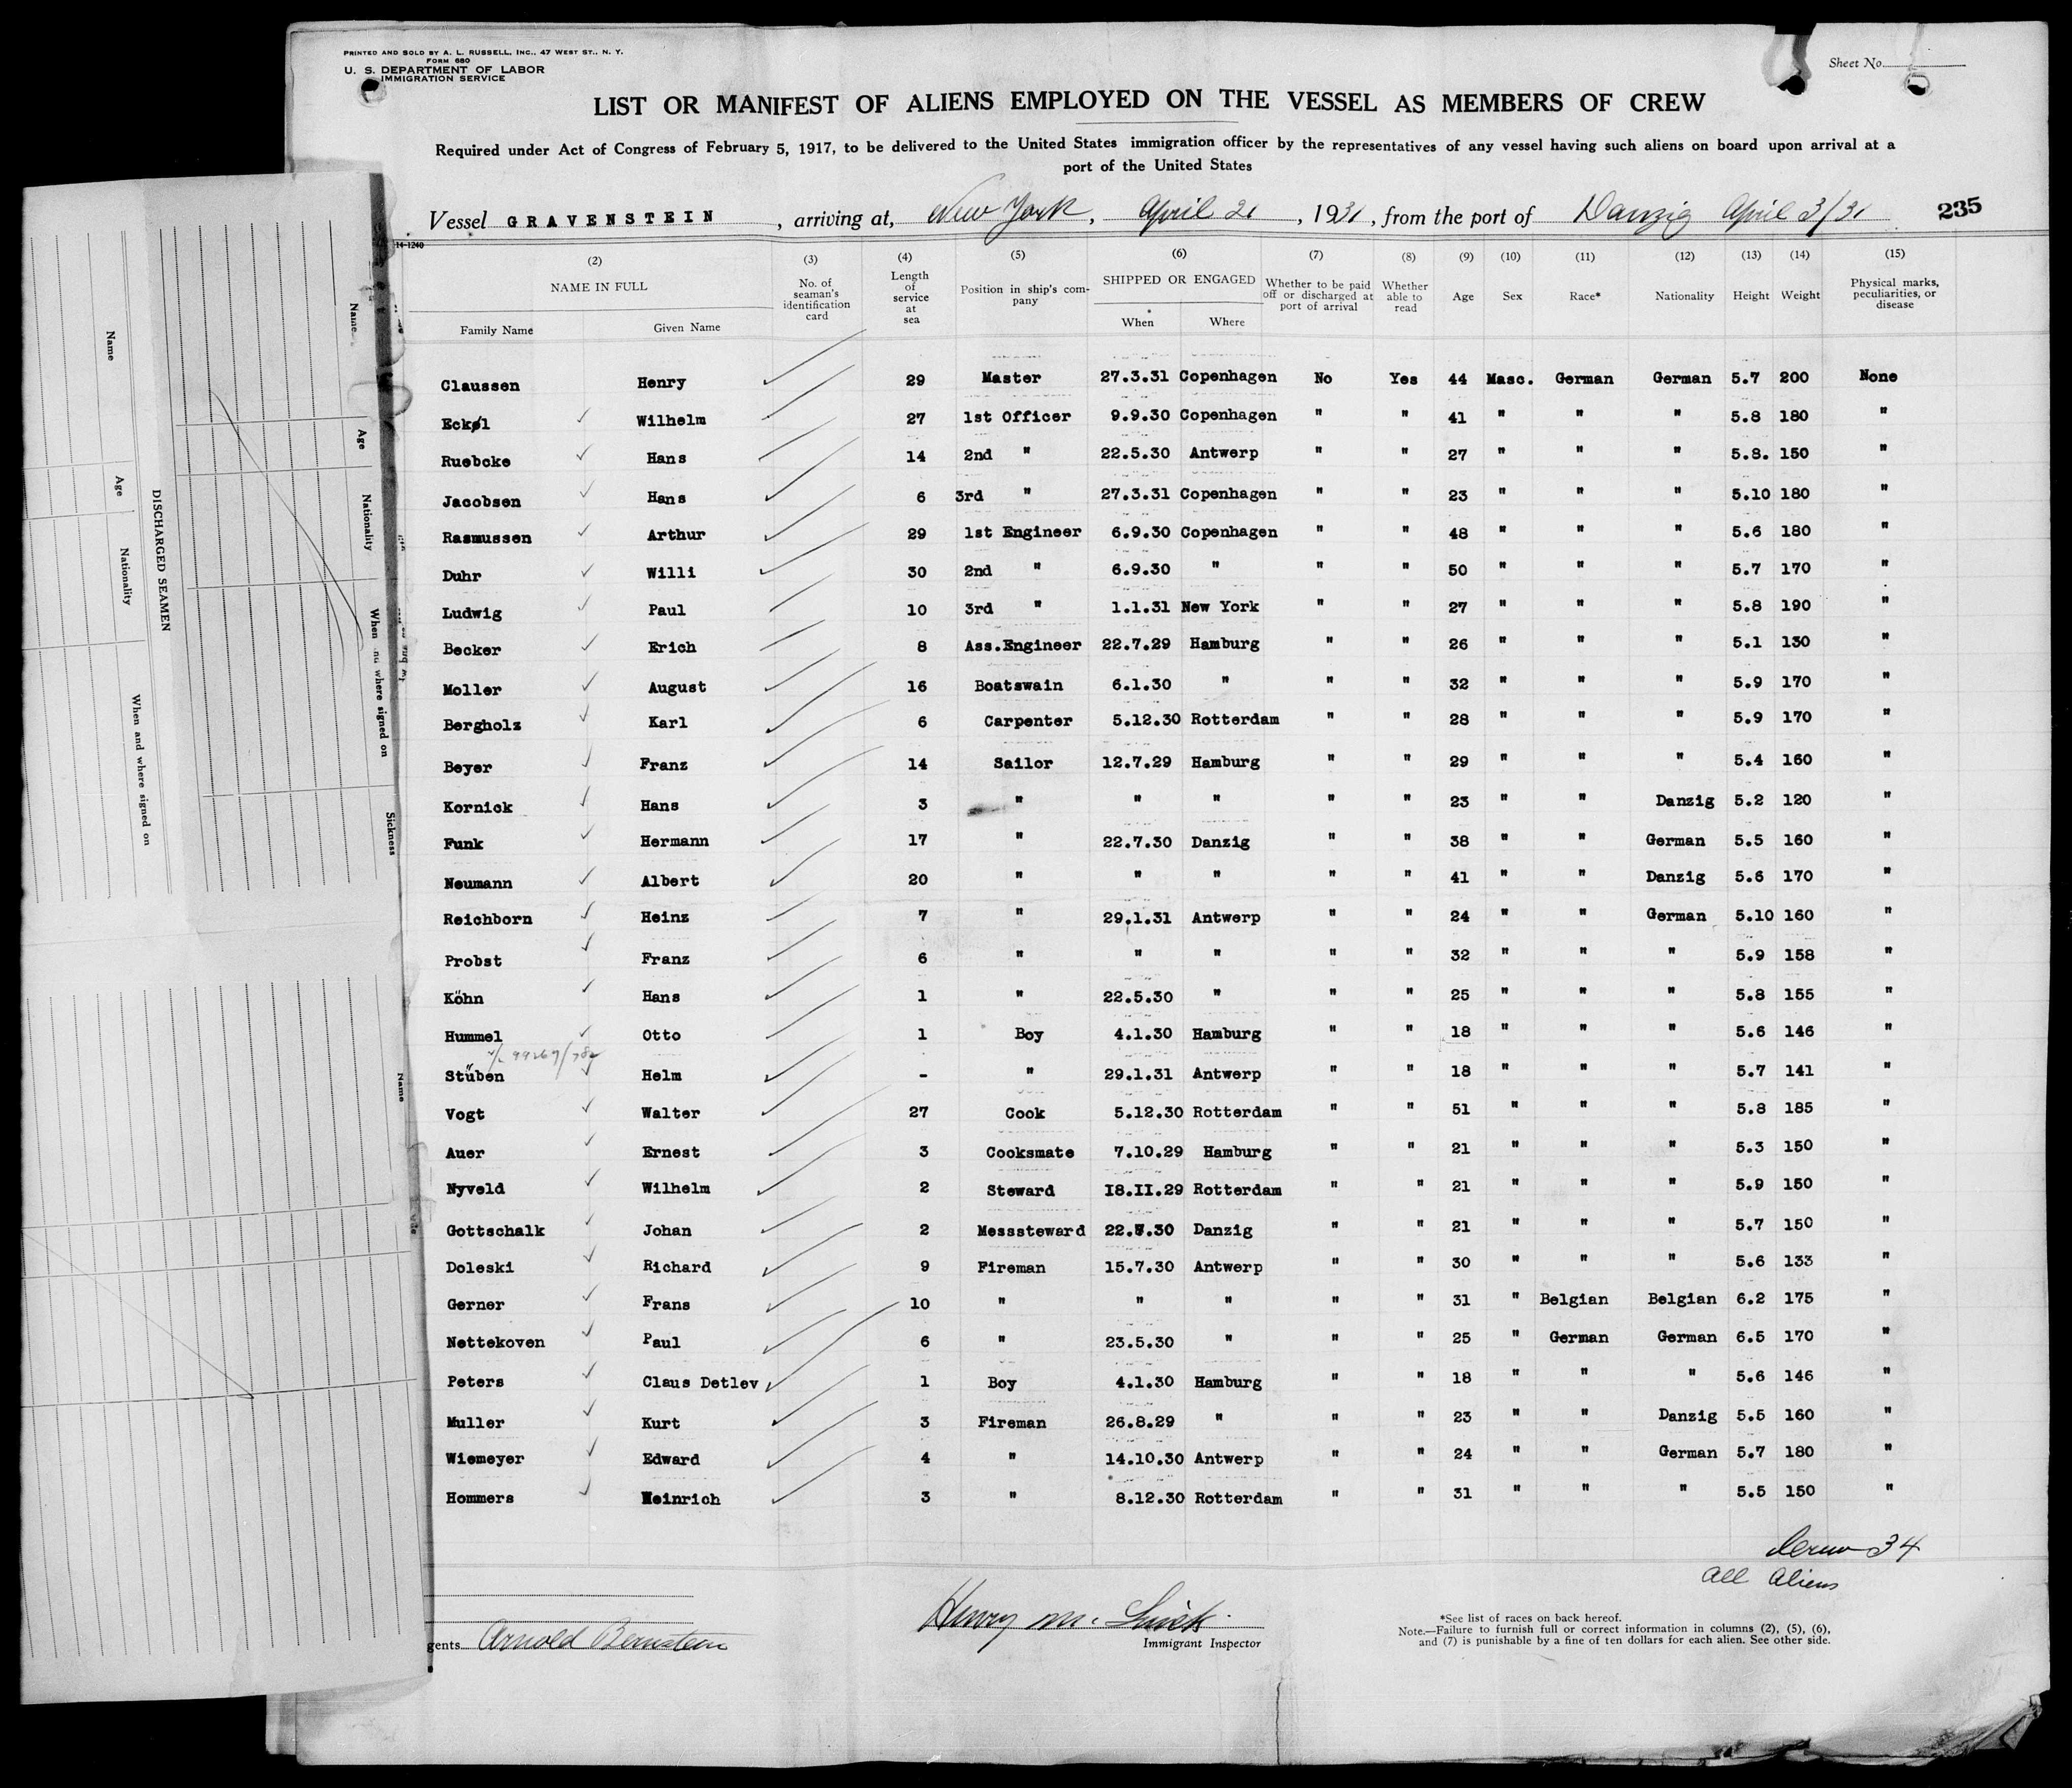 PRINTED AND SOLD BY A. L. RUSSELL, INC., 47 WEST ST., N. Y.
FORM 680
U. S. DEPARTMENT OF LABOR
IMMIGRATION SERVICE
Sheet No.
LIST OR MANIFEST OF ALIENS EMPLOYED ON THE VESSEL AS MEMBERS OF CREW
Required under Act of Congress of February 5, 1917, to be delivered to the United States immigration officer by the representatives of any vessel having such aliens on board upon arrival at a
port of the United States
Vessel GRAVENSTEIN, arriving at, New York, April 21, 1931, from the port of Danzig April 3/31 235
14-1240
(2) (3) (4) (5) (6) (7) (8) (9) (10) (11) (12) (13) (14) (15)
NAME IN FULL No. of seaman's identification card Length of service at sea Position in ship's company SHIPPED OR ENGAGED Whether to be paid off or discharged at port of arrival Whether able to read Age Sex Race* Nationality Height Weight Physical marks, peculiarities, or disease
Family Name Given Name When Where
Claussen Henry 29 Master 27.3.31 Copenhagen No Yes 44 Masc. German German 5.7 200 None
Eckøl Wilhelm 27 1st Officer 9.9.30 Copenhagen " " 41 " " " 5.8 180 "
Ruebcke Hans 14 2nd " 22.5.30 Antwerp " " 27 " " " 5.8. 150 "
Jacobsen Hans 6 3rd " 27.3.31 Copenhagen " " 23 " " " 5.10 180 "
Rasmussen Arthur 29 1st Engineer 6.9.30 Copenhagen " " 48 " " " 5.6 180 "
Duhr Willi 30 2nd " 6.9.30 " " " 50 " " " 5.7 170 "
Ludwig Paul 10 3rd " 1.1.31 New York " " 27 " " " 5.8 190 "
Becker Erich 8 Ass.Engineer 22.7.29 Hamburg " " 26 " " " 5.1 130 "
Moller August 16 Boatswain 6.1.30 " " " 32 " " " 5.9 170 "
Bergholz Karl 6 Carpenter 5.12.30 Rotterdam " " 28 " " " 5.9 170 "
Beyer Franz 14 Sailor 12.7.29 Hamburg " " 29 " " " 5.4 160 "
Kornick Hans 3 " " " " " 23 " " Danzig 5.2 120 "
Funk Hermann 17 " 22.7.30 Danzig " " 38 " " German 5.5 160 "
Neumann Albert 20 " " " " " 41 " " Danzig 5.6 170 "
Reichborn Heinz 7 " 29.1.31 Antwerp " " 24 " " German 5.10 160 "
Probst Franz 6 " " " " " 32 " " " 5.9 158 "
Köhn Hans 1 " 22.5.30 " " " 25 " " " 5.8 155 "
Hummel Otto 1 Boy 4.1.30 Hamburg " " 18 " " " 5.6 146 "
Stüben Helm - " 29.1.31 Antwerp " " 18 " " " 5.7 141 "
Vogt Walter 27 Cook 5.12.30 Rotterdam " " 51 " " " 5.8 185 "
Auer Ernest 3 Cooksmate 7.10.29 Hamburg " " 21 " " " 5.3 150 "
Nyveld Wilhelm 2 Steward 18.II.29 Rotterdam " " 21 " " " 5.9 150 "
Gottschalk Johan 2 Messsteward 22.8.30 Danzig " " 21 " " " 5.7 150 "
Doleski Richard 9 Fireman 15.7.30 Antwerp " " 30 " " " 5.6 133 "
Gerner Frans 10 " " " " " 31 " Belgian Belgian 6.2 175 "
Nettekoven Paul 6 " 23.5.30 " " " 25 " German German 6.5 170 "
Peters Claus Detlev 1 Boy 4.1.30 Hamburg " " 18 " " " 5.6 146 "
Muller Kurt 3 Fireman 26.8.29 " " " 23 " " Danzig 5.5 160 "
Wiemeyer Edward 4 " 14.10.30 Antwerp " " 24 " " German 5.7 180 "
Hommers Heinrich 3 " 8.12.30 Rotterdam " " 31 " " " 5.5 150 "
Crew 34
all aliens
gents Arnold Bernstein
Henry M.
Immigrant Inspector
*See list of races on back hereof.
Note.—Failure to furnish full or correct information in columns (2), (5), (6),
and (7) is punishable by a fine of ten dollars for each alien. See other side.
DISCHARGED SEAMEN
Name Age Nationality When and where signed on
Name Age Nationality When and where signed on Sickness
Name